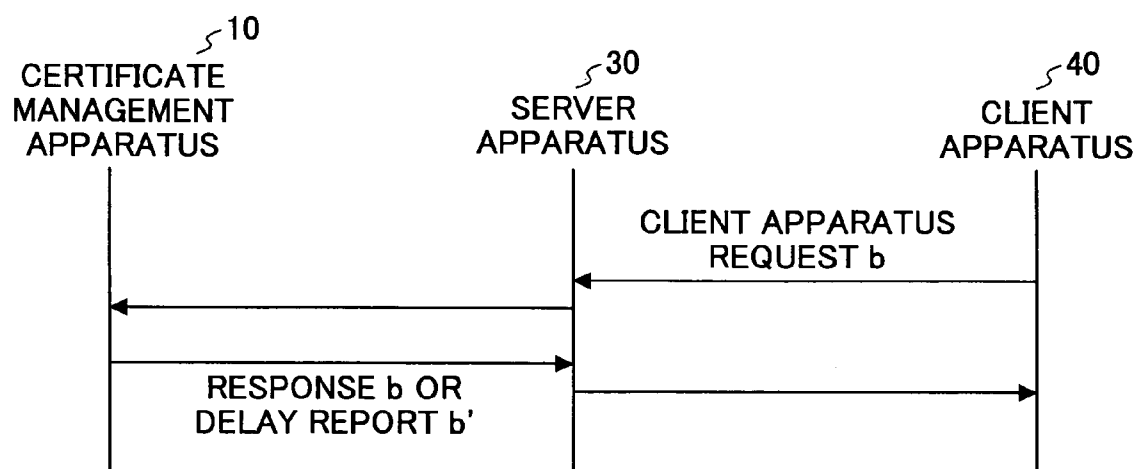 10
CERTIFICATE
MANAGEMENT
APPARATUS
30
SERVER
APPARATUS
40
CLIENT
APPARATUS
CLIENT APPARATUS
REQUEST b
RESPONSE b OR
DELAY REPORT b'